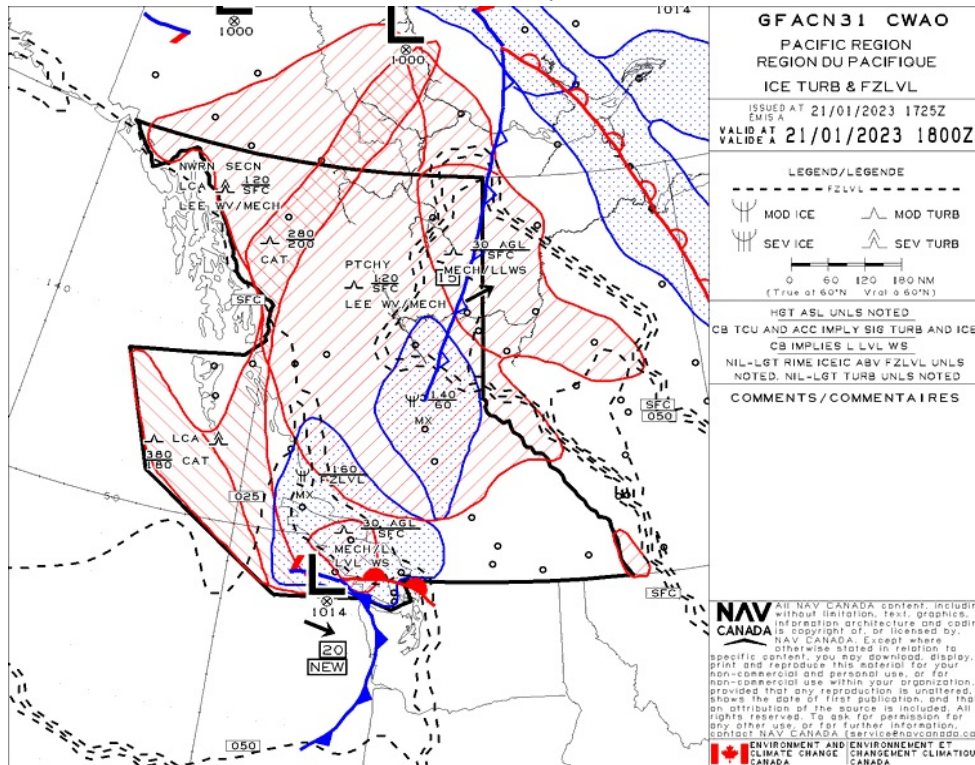 1014
1000
1000
NWRN SECN
LCA 120
SFC
LEE WV/MECH
280
200
CAT
PTCHY
120
SFC
LEE WV/MECH
30 AGL
SFC
MECH/LLWS
15
SFC
140
60
MX
140
LCA
380
180 CAT
50
025
160
FZLVL
MX
30 AGL
SFC
MECH/L
LVL WS
1014
20
NEW
050
SFC
050
SFC
GFACN31 CWAO
PACIFIC REGION
REGION DU PACIFIQUE
ICE TURB & FZLVL
ISSUED AT 21/01/2023 1725Z
EMIS A
VALID AT 21/01/2023 1800Z
VALIDE A
LEGEND/LEGENDE
FZLVL
MOD ICE
MOD TURB
SEV ICE
SEV TURB
0 60 120 180 NM
(True at 60°N Vrai à 60°N)
HGT ASL UNLS NOTED
CB TCU AND ACC IMPLY SIG TURB AND ICE
CB IMPLIES L LVL WS
NIL-LGT RIME ICEIC ABV FZLVL UNLS
NOTED. NIL-LGT TURB UNLS NOTED
COMMENTS/COMMENTAIRES
NAV
CANADA
All NAV CANADA content, includin
without limitation, text, graphics,
information architecture and codin
is copyright of, or licensed by,
NAV CANADA. Except where
otherwise stated in relation to
specific content, you may download, display,
print and reproduce this material for your
non-commercial and personal use, or for
non-commercial use within your organization,
provided that any reproduction is unaltered,
shows the date of first publication, and that
an attribution of the source is included. All
rights reserved. To ask for permission for
any other use, or for further information,
contact NAV CANADA (service@navcanada.ca
ENVIRONMENT AND
CLIMATE CHANGE
CANADA
ENVIRONNEMENT ET
CHANGEMENT CLIMATIQU
CANADA